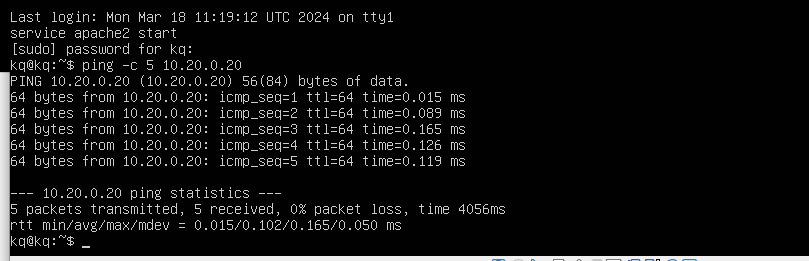 Last login: Mon Mar 18 11:19:12 UTC 2024 on tty1
service apache2 start
[sudo] password for kq:
kq@kq:~$ ping -c 5 10.20.0.20
PING 10.20.0.20 (10.20.0.20) 56(84) bytes of data.
64 bytes from 10.20.0.20: icmp_seq=1 ttl=64 time=0.015 ms
64 bytes from 10.20.0.20: icmp_seq=2 ttl=64 time=0.089 ms
64 bytes from 10.20.0.20: icmp_seq=3 ttl=64 time=0.165 ms
64 bytes from 10.20.0.20: icmp_seq=4 ttl=64 time=0.126 ms
64 bytes from 10.20.0.20: icmp_seq=5 ttl=64 time=0.119 ms
--- 10.20.0.20 ping statistics ---
5 packets transmitted, 5 received, 0% packet loss, time 4056ms
rtt min/avg/max/mdev = 0.015/0.102/0.165/0.050 ms
kq@kq:~$ _